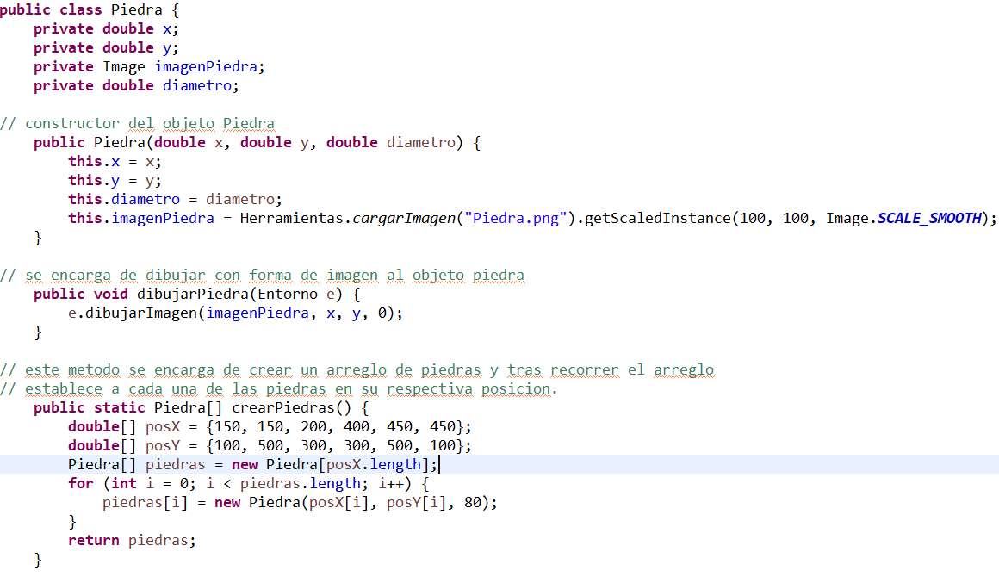 public class Piedra {
    private double x;
    private double y;
    private Image imagenPiedra;
    private double diametro;

// constructor del objeto Piedra
    public Piedra(double x, double y, double diametro) {
        this.x = x;
        this.y = y;
        this.diametro = diametro;
        this.imagenPiedra = Herramientas.cargarImagen("Piedra.png").getScaledInstance(100, 100, Image.SCALE_SMOOTH);
    }

// se encarga de dibujar con forma de imagen al objeto piedra
    public void dibujarPiedra(Entorno e) {
        e.dibujarImagen(imagenPiedra, x, y, 0);
    }

// este metodo se encarga de crear un arreglo de piedras y tras recorrer el arreglo
// establece a cada una de las piedras en su respectiva posicion.
    public static Piedra[] crearPiedras() {
        double[] posX = {150, 150, 200, 400, 450, 450};
        double[] posY = {100, 500, 300, 300, 500, 100};
        Piedra[] piedras = new Piedra[posX.length];
        for (int i = 0; i < piedras.length; i++) {
            piedras[i] = new Piedra(posX[i], posY[i], 80);
        }
        return piedras;
    }